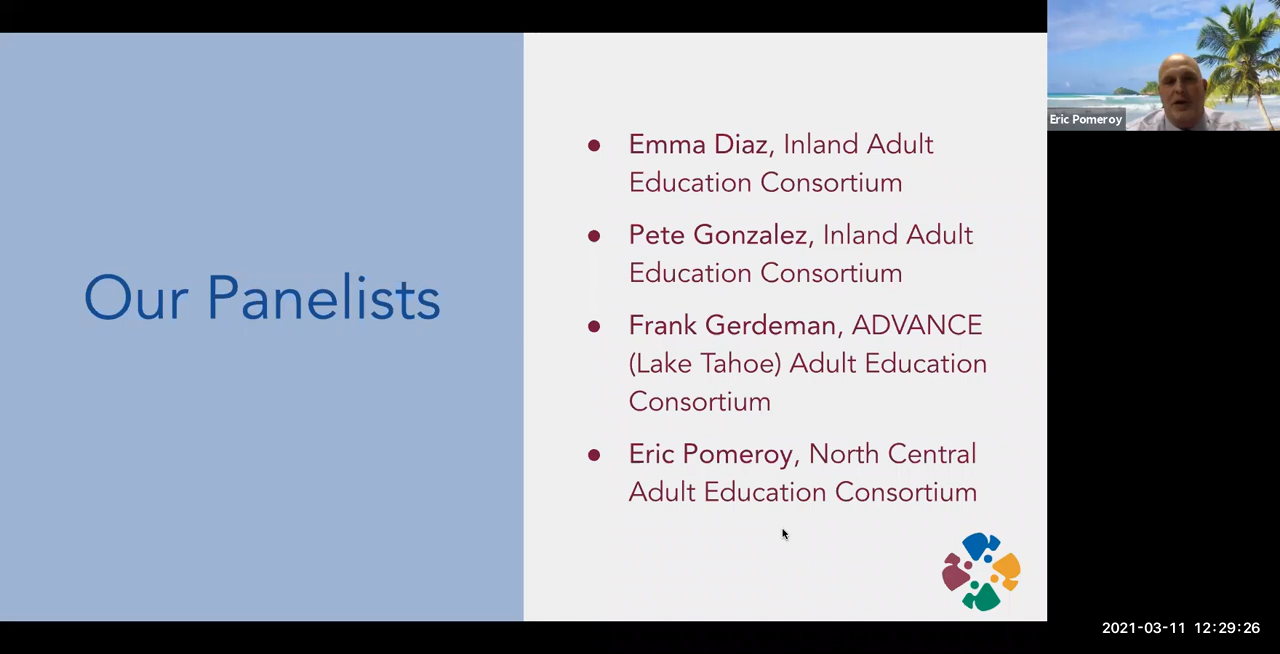 Our Panelists
● Emma Diaz, Inland Adult
Education Consortium
● Pete Gonzalez, Inland Adult
Education Consortium
● Frank Gerdeman, ADVANCE
(Lake Tahoe) Adult Education
Consortium
● Eric Pomeroy, North Central
Adult Education Consortium
Eric Pomeroy
2021-03-11 12:29:26